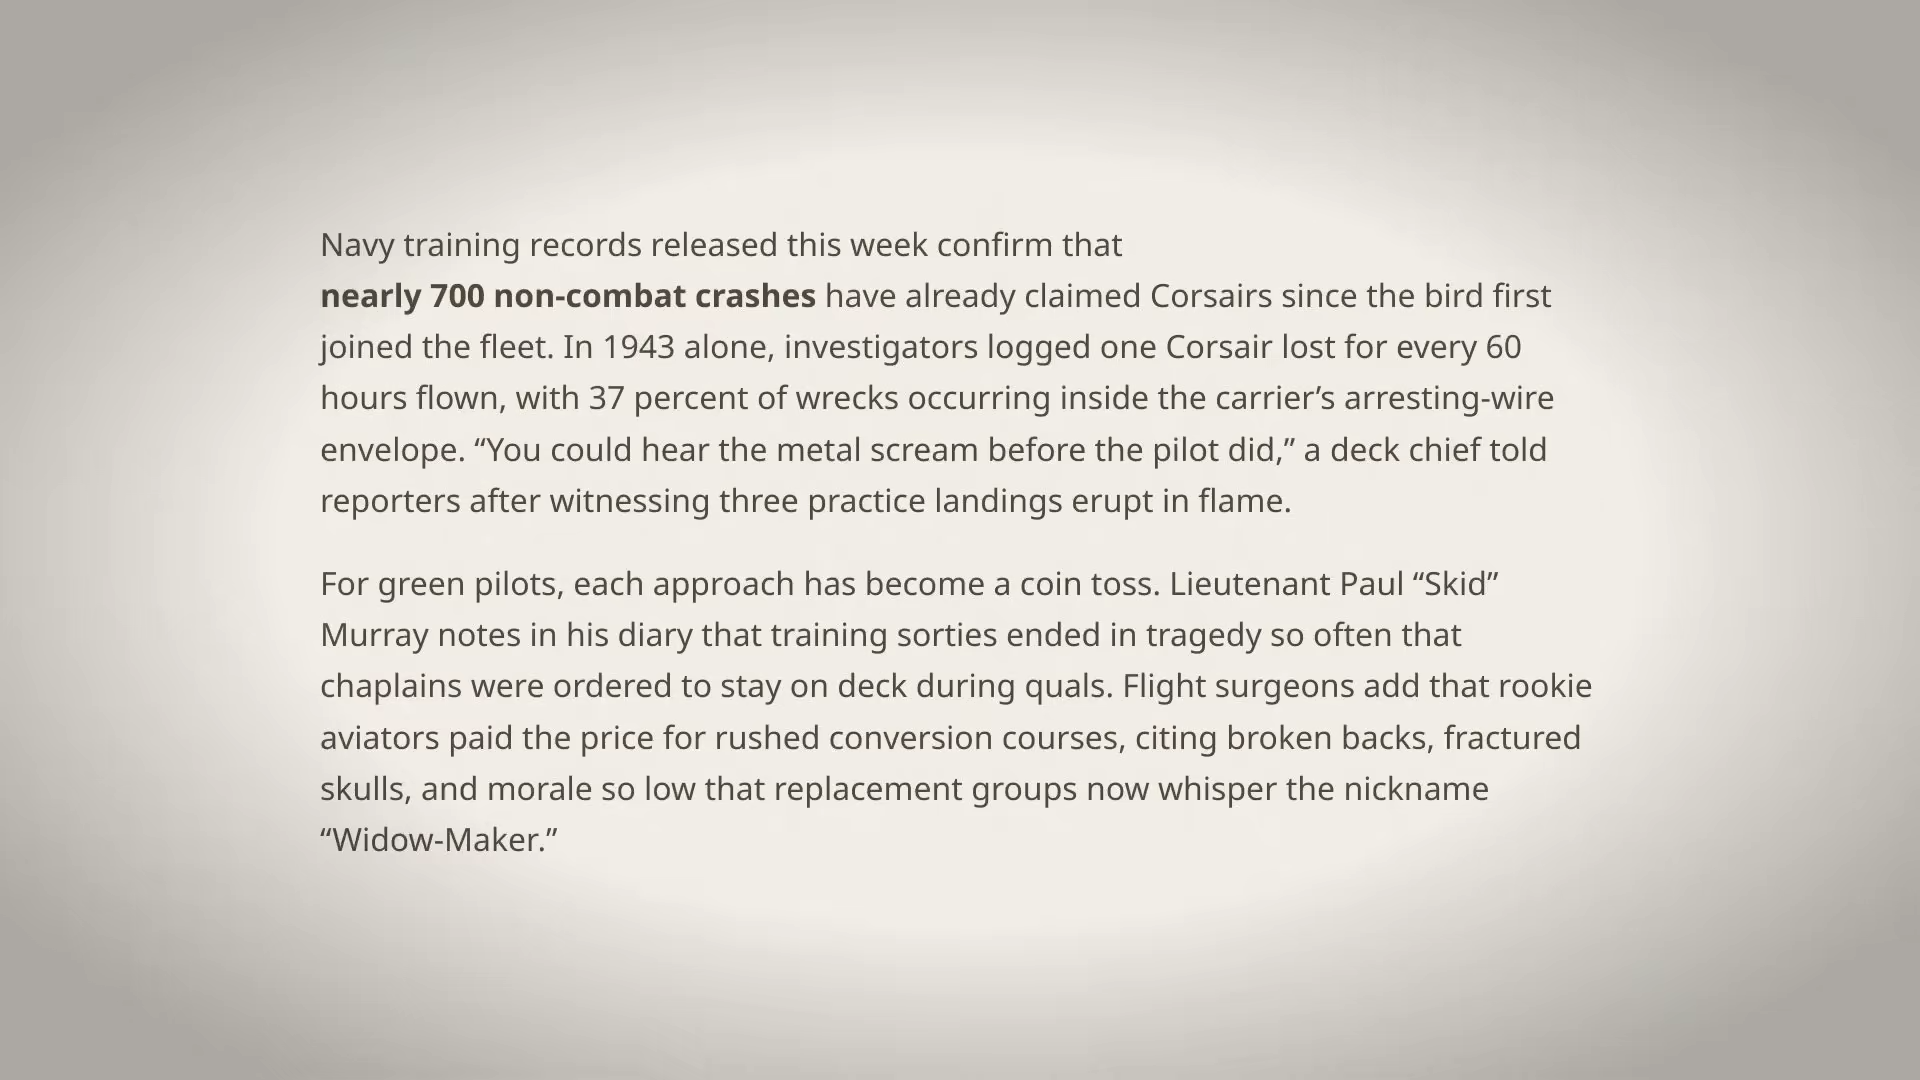 Navy training records released this week confirm that
nearly 700 non-combat crashes have already claimed Corsairs since the bird first
joined the fleet. In 1943 alone, investigators logged one Corsair lost for every 60
hours flown, with 37 percent of wrecks occurring inside the carrier’s arresting-wire
envelope. “You could hear the metal scream before the pilot did,” a deck chief told
reporters after witnessing three practice landings erupt in flame.
For green pilots, each approach has become a coin toss. Lieutenant Paul “Skid”
Murray notes in his diary that training sorties ended in tragedy so often that
chaplains were ordered to stay on deck during quals. Flight surgeons add that rookie
aviators paid the price for rushed conversion courses, citing broken backs, fractured
skulls, and morale so low that replacement groups now whisper the nickname
“Widow-Maker.”